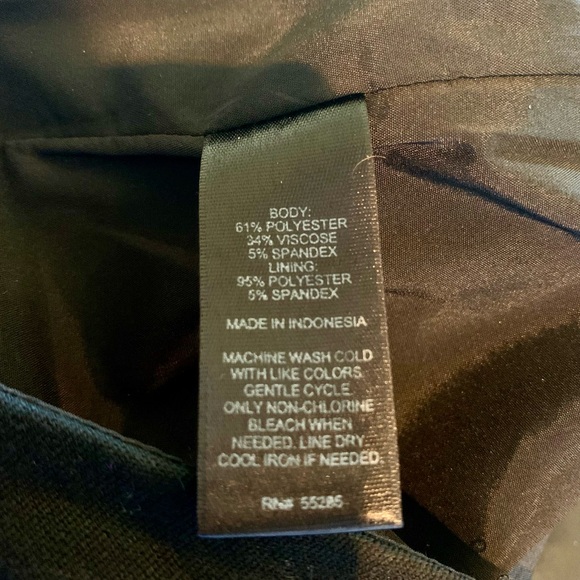 BODY:
61% POLYESTER
34% VISCOSE
5% SPANDEX
LINING:
95% POLYESTER
5% SPANDEX
MADE IN INDONESIA
MACHINE WASH COLD
WITH LIKE COLORS.
GENTLE CYCLE.
ONLY NON-CHLORINE
BLEACH WHEN
NEEDED. LINE DRY.
COOL IRON IF NEEDED.
RN# 55285